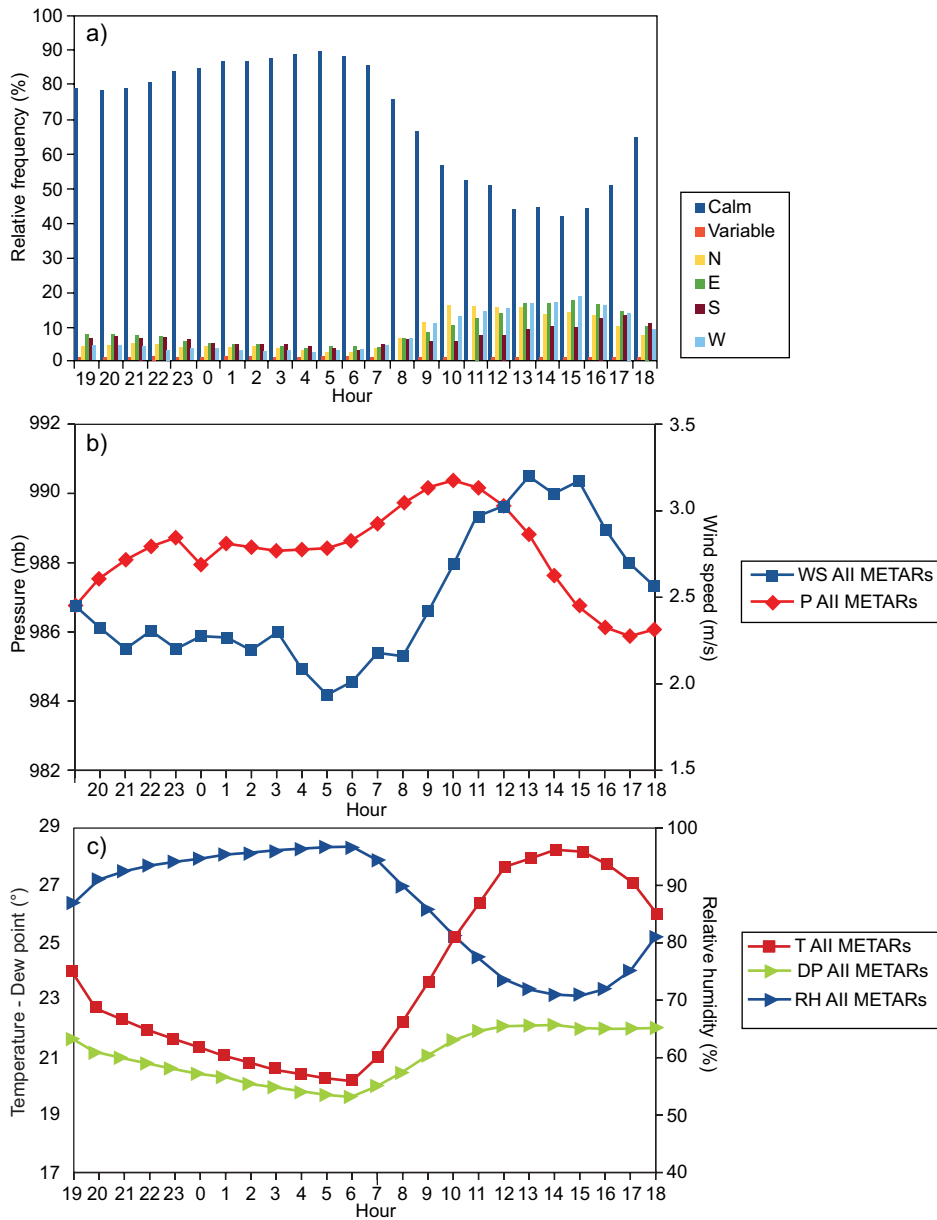 a)
Relative frequency (%)
100
90
80
70
60
50
40
30
20
10
0
19 20 21 22 23 0 1 2 3 4 5 6 7 8 9 10 11 12 13 14 15 16 17 18
Hour
Calm
Variable
N
E
S
W
b)
Pressure (mb)
992
990
988
986
984
982
3.5
3.0
2.5
2.0
1.5
Wind speed (m/s)
20 21 22 23 0 1 2 3 4 5 6 7 8 9 10 11 12 13 14 15 16 17 18
Hour
WS All METARs
P All METARs
c)
Temperature - Dew point (°)
29
27
25
23
21
19
17
100
90
80
70
60
50
40
Relative humidity (%)
19 20 21 22 23 0 1 2 3 4 5 6 7 8 9 10 11 12 13 14 15 16 17 18
Hour
T All METARs
DP All METARs
RH All METARs